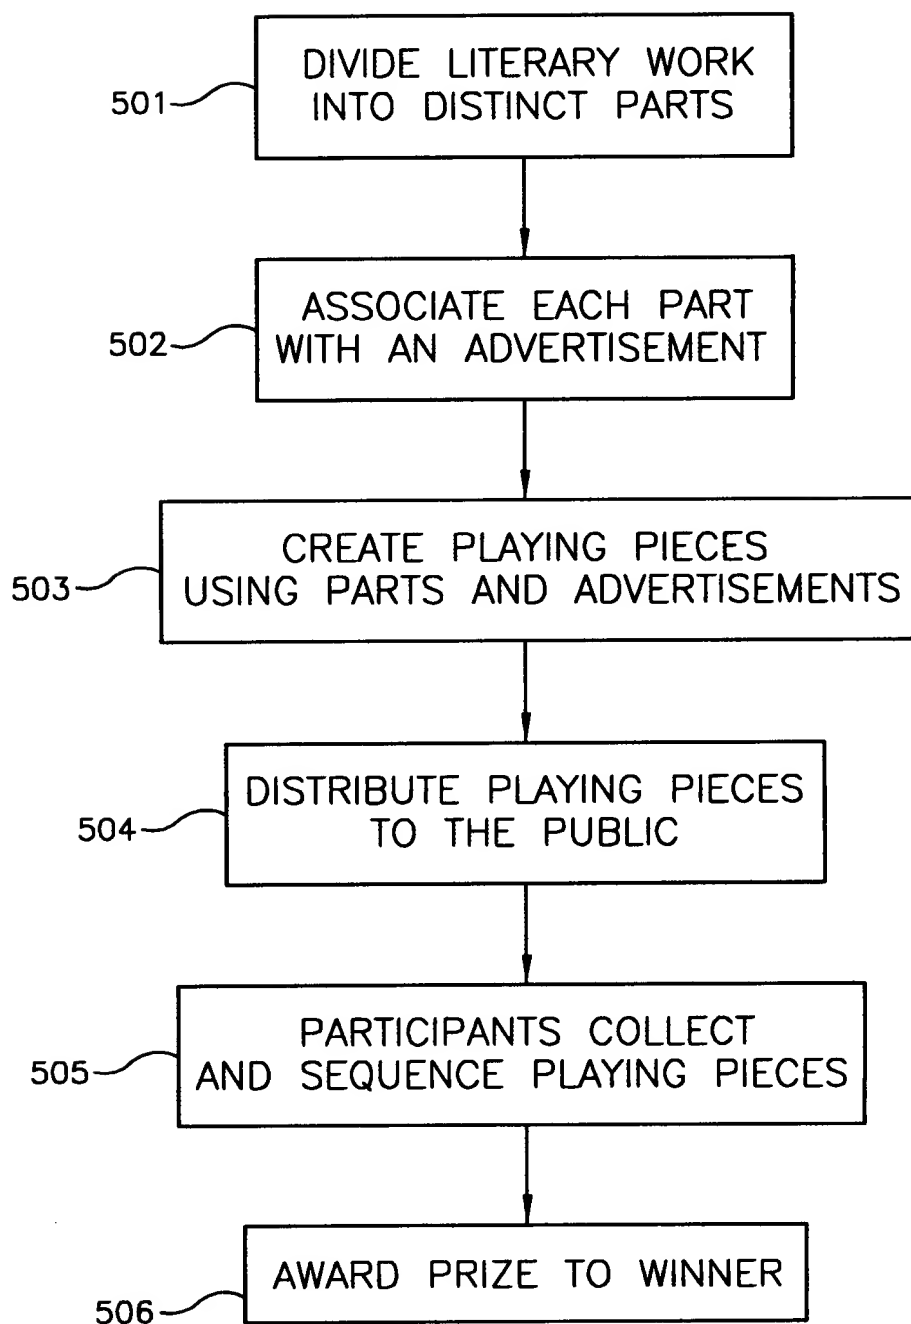 DIVIDE LITERARY WORK
INTO DISTINCT PARTS
501
ASSOCIATE EACH PART
WITH AN ADVERTISEMENT
502
CREATE PLAYING PIECES
USING PARTS AND ADVERTISEMENTS
503
DISTRIBUTE PLAYING PIECES
TO THE PUBLIC
504
PARTICIPANTS COLLECT
AND SEQUENCE PLAYING PIECES
505
AWARD PRIZE TO WINNER
506